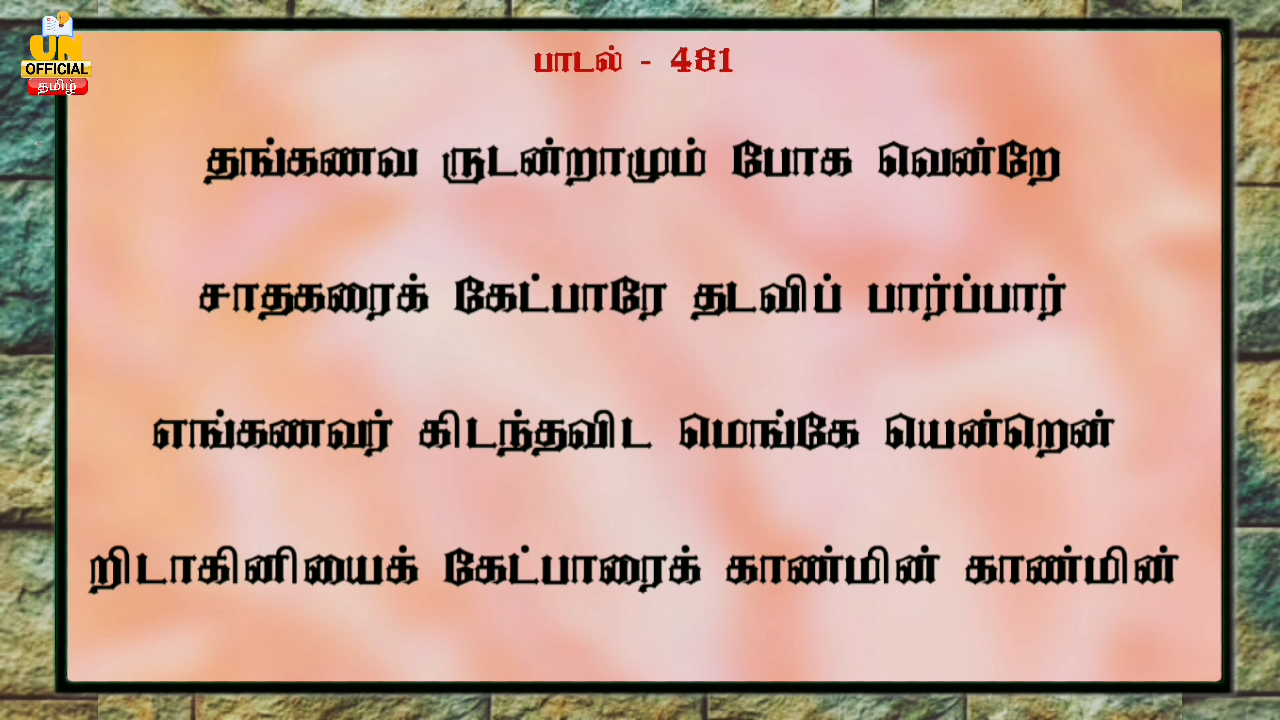 UN
OFFICIAL
தமிழ்
பாடல் - 481
தங்கணவ ருடன்றாமும் போக வென்றே
சாதகரைக் கேட்பாரே தடவிப் பார்ப்பார்
எங்கணவர் கிடந்தவிட மெங்கே யென்றென்
றிடாகினியைக் கேட்பாரைக் காண்மின் காண்மின்